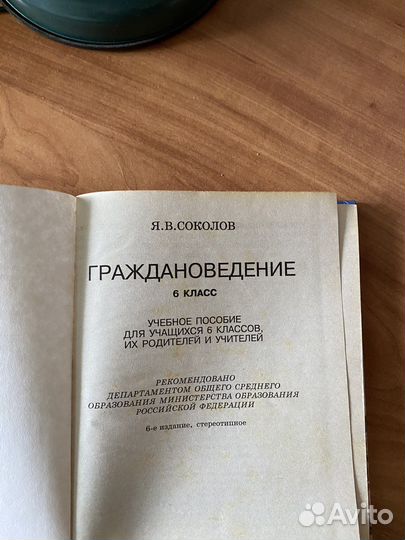 Я.В.СОКОЛОВ
ГРАЖДАНОВЕДЕНИЕ
6 КЛАСС
УЧЕБНОЕ ПОСОБИЕ
ДЛЯ УЧАЩИХСЯ 6 КЛАССОВ,
ИХ РОДИТЕЛЕЙ И УЧИТЕЛЕЙ
РЕКОМЕНДОВАНО
ДЕПАРТАМЕНТОМ ОБЩЕГО СРЕДНЕГО
ОБРАЗОВАНИЯ МИНИСТЕРСТВА ОБРАЗОВАНИЯ
РОССИЙСКОЙ ФЕДЕРАЦИИ
6-е издание, стереотипное
Avito